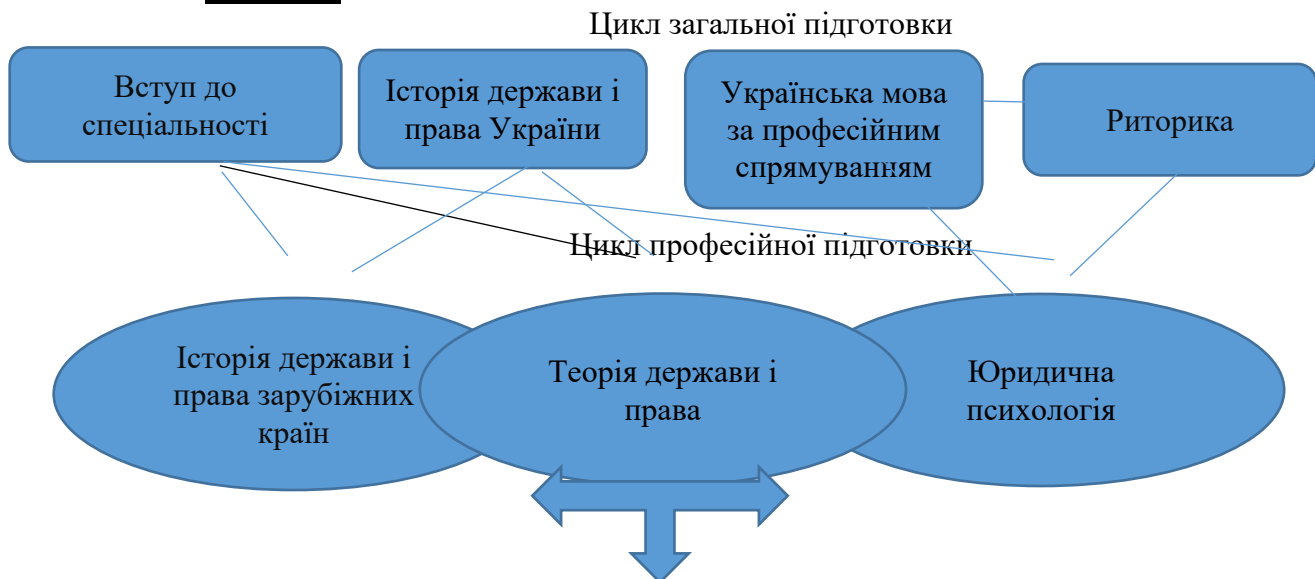 Цикл загальної підготовки
Вступ до
спеціальності
Історія держави і
права України
Українська мова
за професійним
спрямуванням
Риторика
Цикл професійної підготовки
Історія держави і
права зарубіжних
країн
Теорія держави і
права
Юридична
психологія